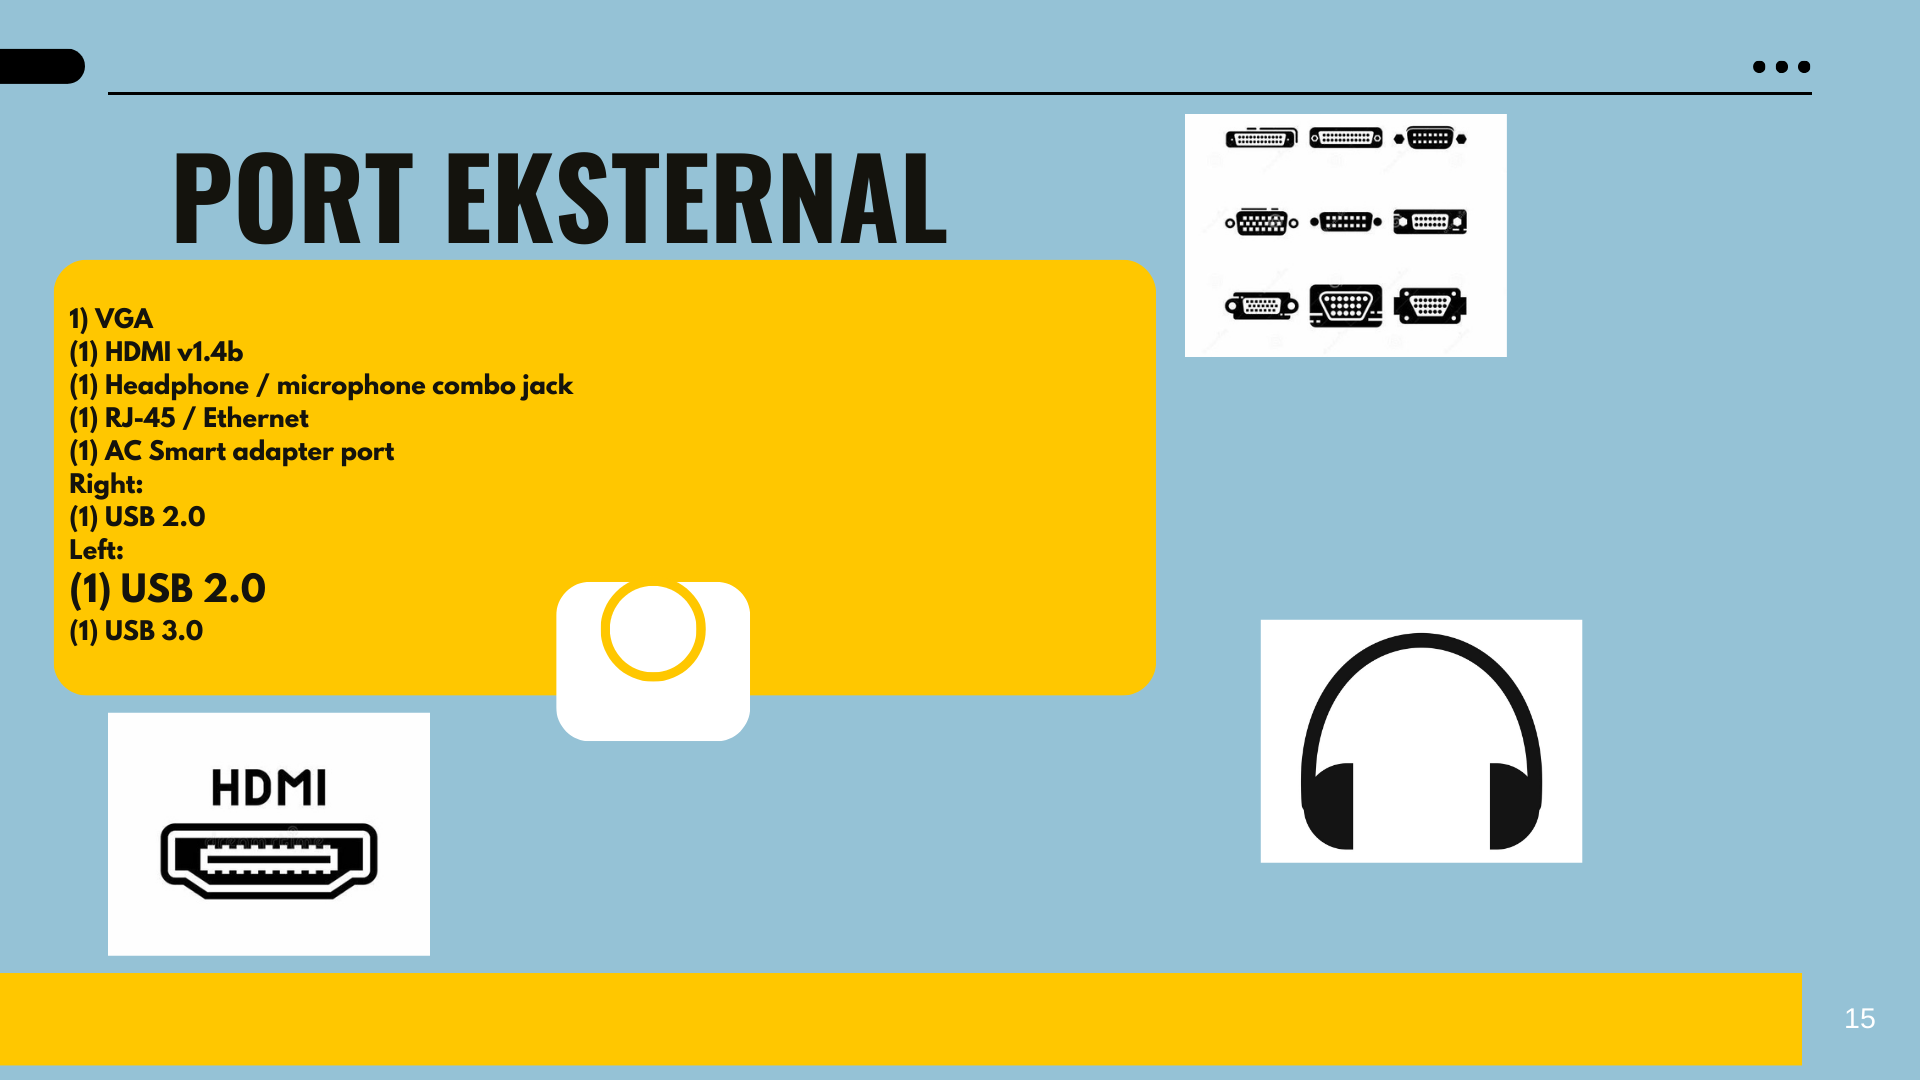 PORT EKSTERNAL
1) VGA
(1) HDMI v1.4b
(1) Headphone / microphone combo jack
(1) RJ-45 / Ethernet
(1) AC Smart adapter port
Right:
(1) USB 2.0
Left:
(1) USB 2.0
(1) USB 3.0
HDMI
15